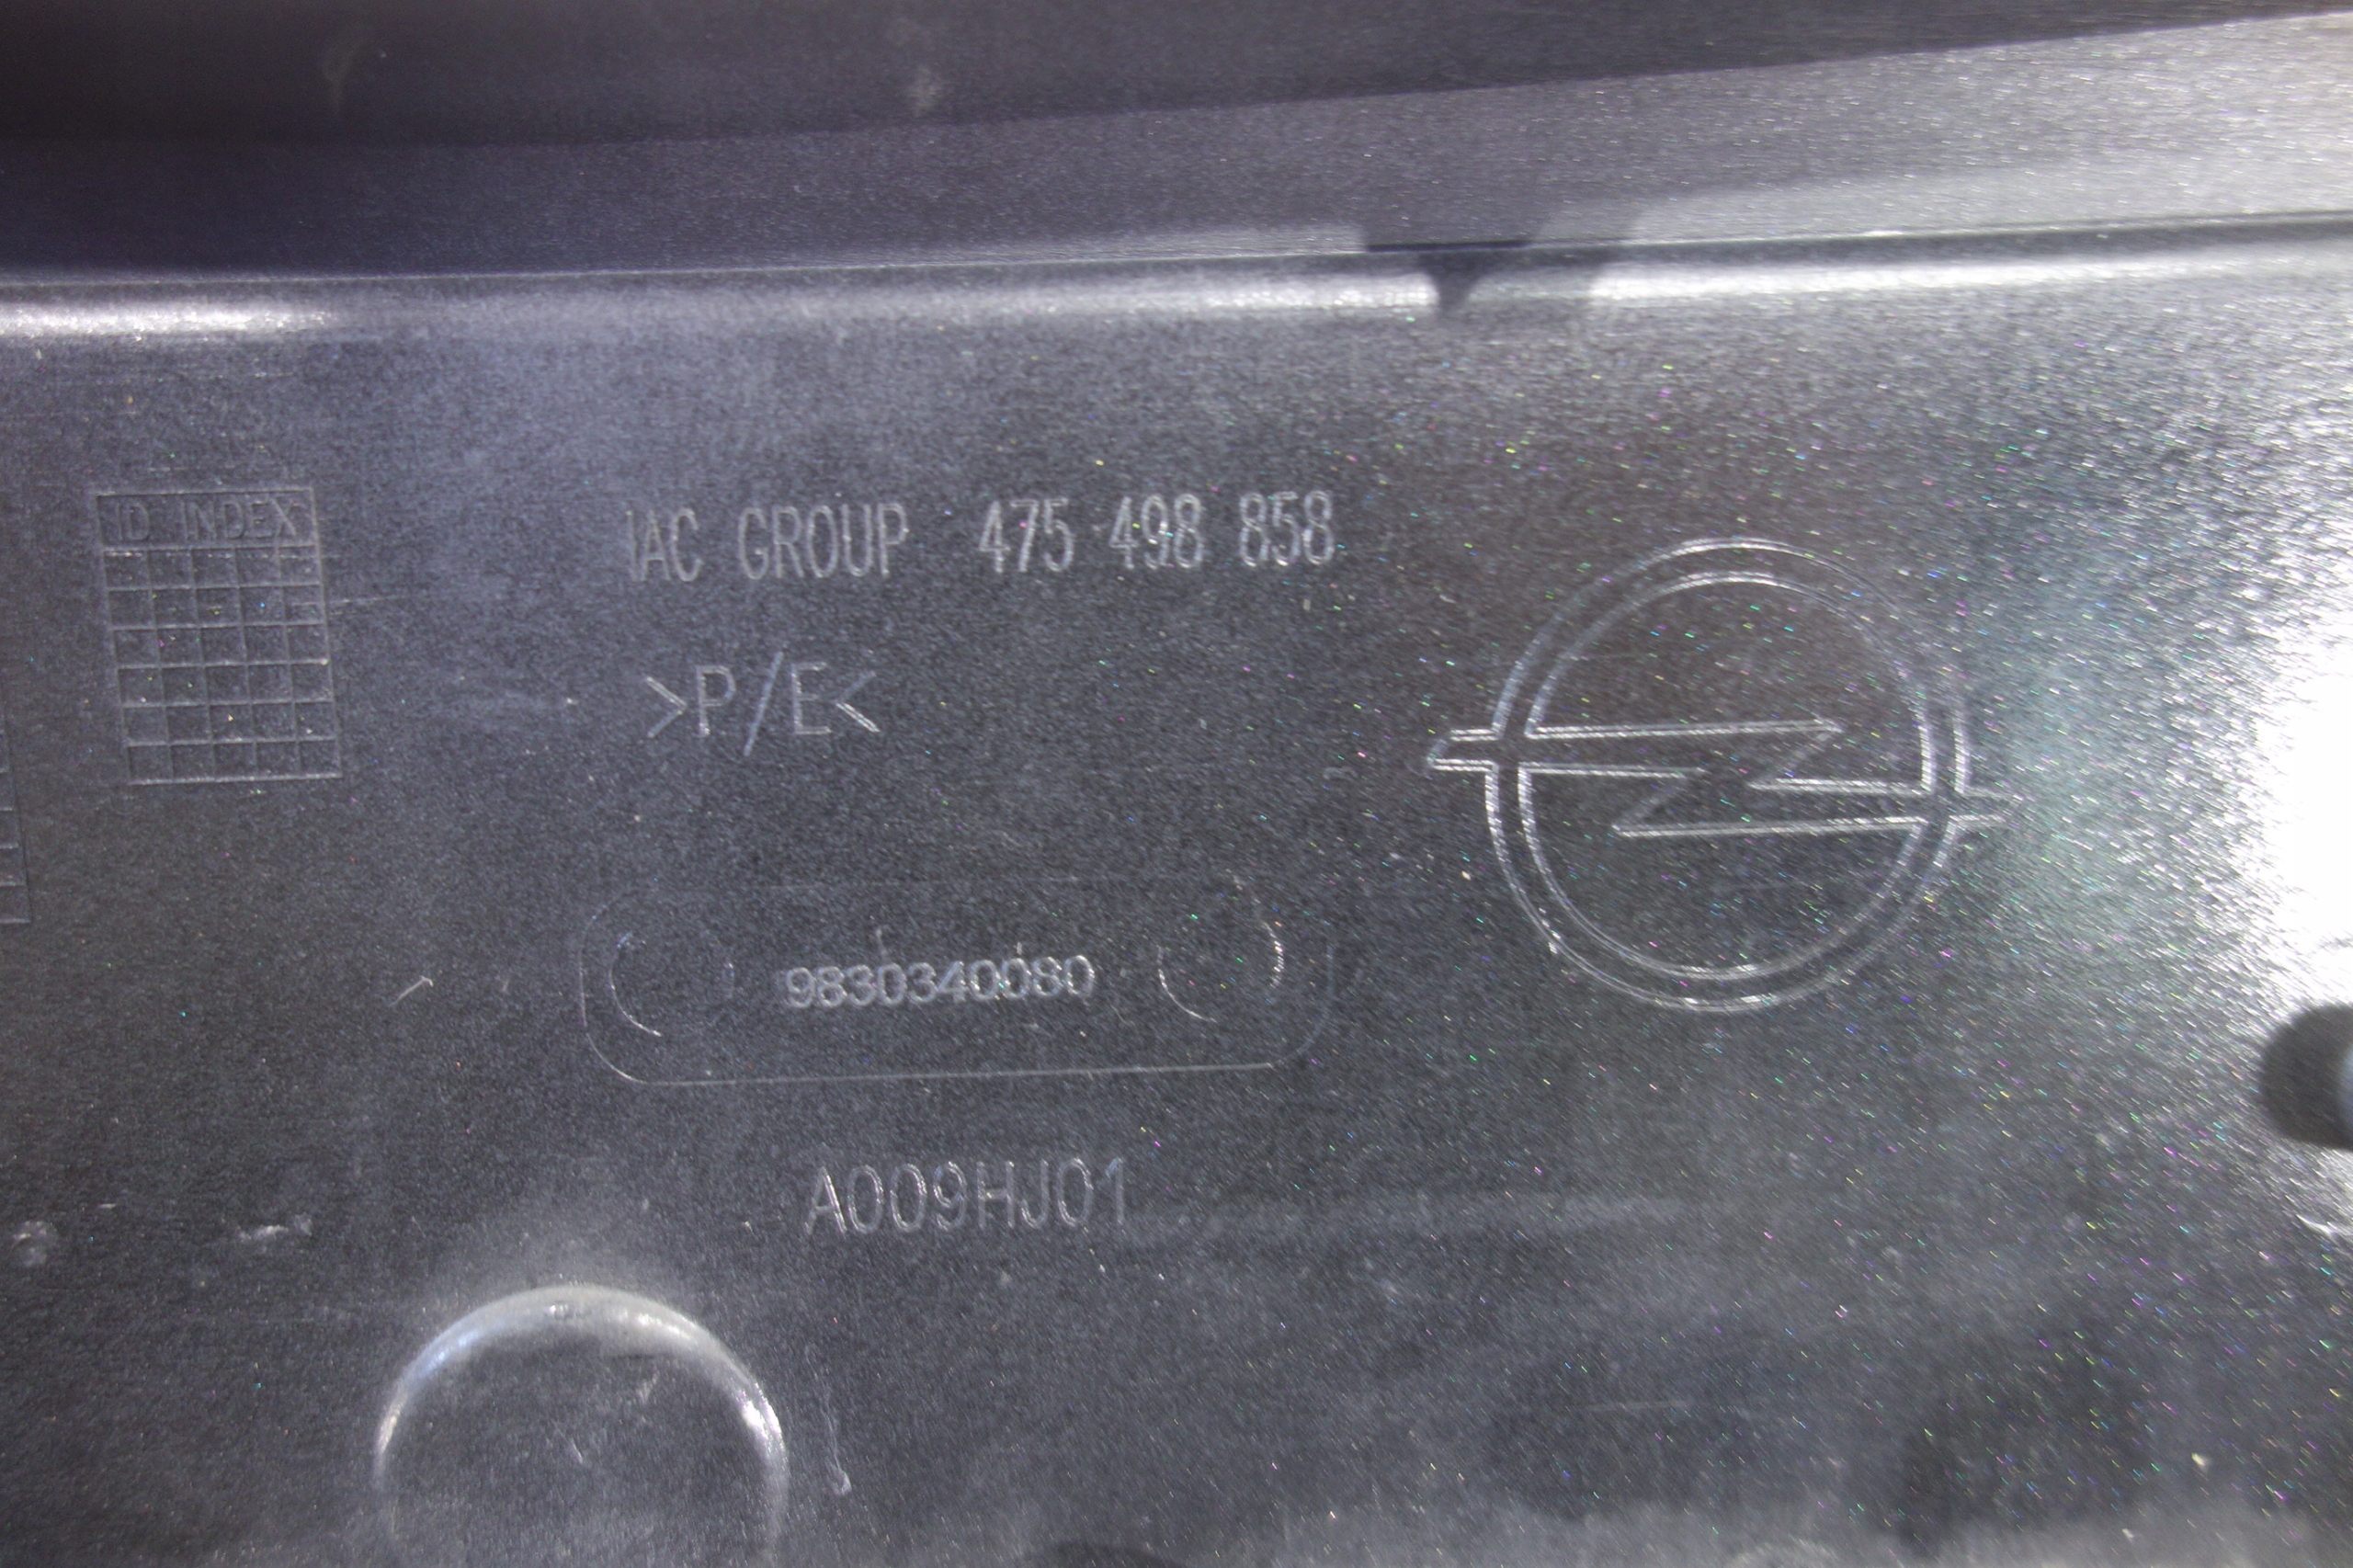 ID INDEX
IAC GROUP 475 498 858
>P/E<
9830340080
A009HJ01